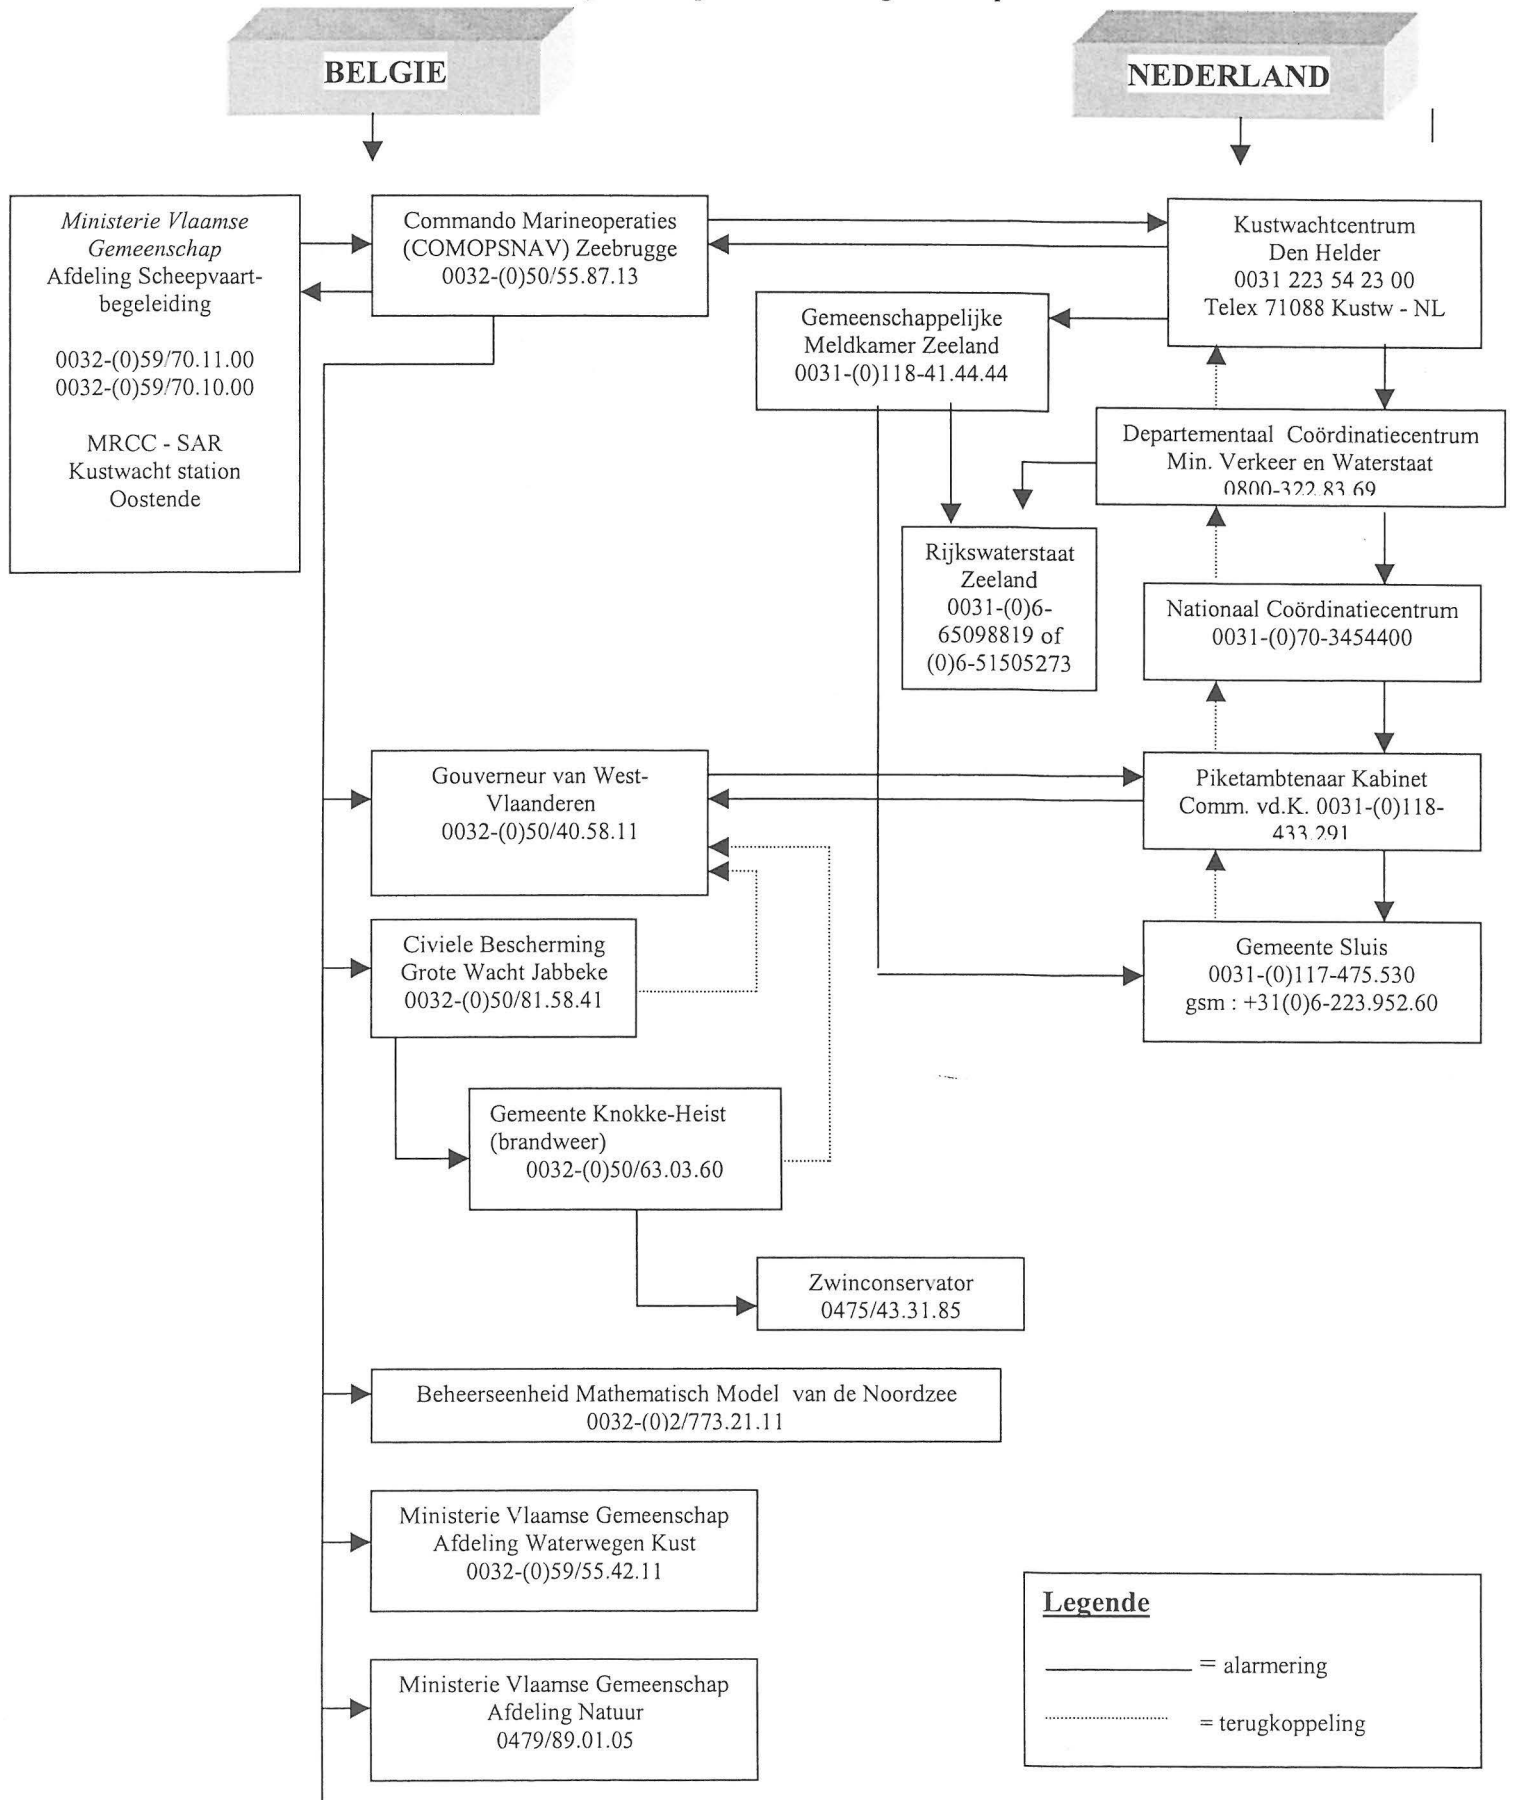 BELGIE
NEDERLAND
Ministerie Vlaamse
Gemeenschap
Afdeling Scheepvaart-
begeleiding
0032-(0)59/70.11.00
0032-(0)59/70.10.00
MRCC - SAR
Kustwacht station
Oostende
Commando Marineoperaties
(COMOPSNAV) Zeebrugge
0032-(0)50/55.87.13
Kustwachtcentrum
Den Helder
0031 223 54 23 00
Telex 71088 Kustw - NL
Gemeenschappelijke
Meldkamer Zeeland
0031-(0)118-41.44.44
Departementaal Coördinatiecentrum
Min. Verkeer en Waterstaat
0800-322.83.69
Rijkswaterstaat
Zeeland
0031-(0)6-
65098819 of
(0)6-51505273
Nationaal Coördinatiecentrum
0031-(0)70-3454400
Gouverneur van West-
Vlaanderen
0032-(0)50/40.58.11
Piketambtenaar Kabinet
Comm. vd.K. 0031-(0)118-
433.291
Civiele Bescherming
Grote Wacht Jabbeke
0032-(0)50/81.58.41
Gemeente Sluis
0031-(0)117-475.530
gsm : +31(0)6-223.952.60
Gemeente Knokke-Heist
(brandweer)
0032-(0)50/63.03.60
Zwinconservator
0475/43.31.85
Beheerseenheid Mathematisch Model van de Noordzee
0032-(0)2/773.21.11
Ministerie Vlaamse Gemeenschap
Afdeling Waterwegen Kust
0032-(0)59/55.42.11
Ministerie Vlaamse Gemeenschap
Afdeling Natuur
0479/89.01.05
Legende
= alarmering
= terugkoppeling